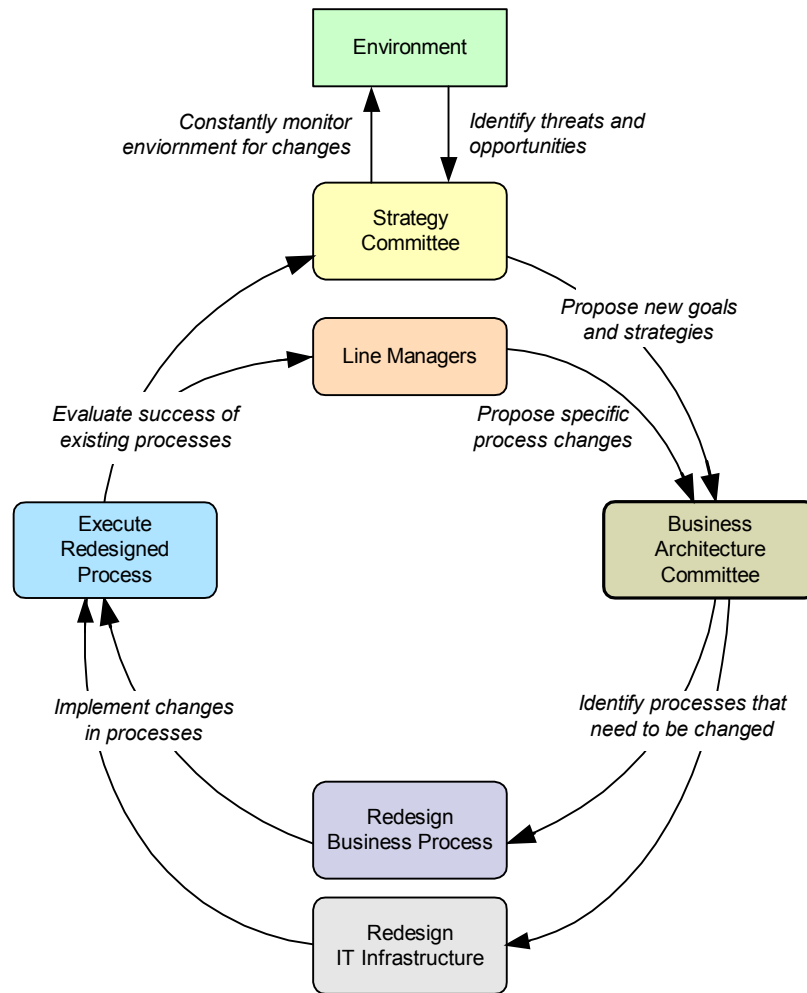 Environment
Constantly monitor
enviornment for changes
Identify threats and
opportunities
Strategy
Committee
Propose new goals
and strategies
Line Managers
Evaluate success of
existing processes
Propose specific
process changes
Execute
Redesigned
Process
Business
Architecture
Committee
Implement changes
in processes
Identify processes that
need to be changed
Redesign
Business Process
Redesign
IT Infrastructure